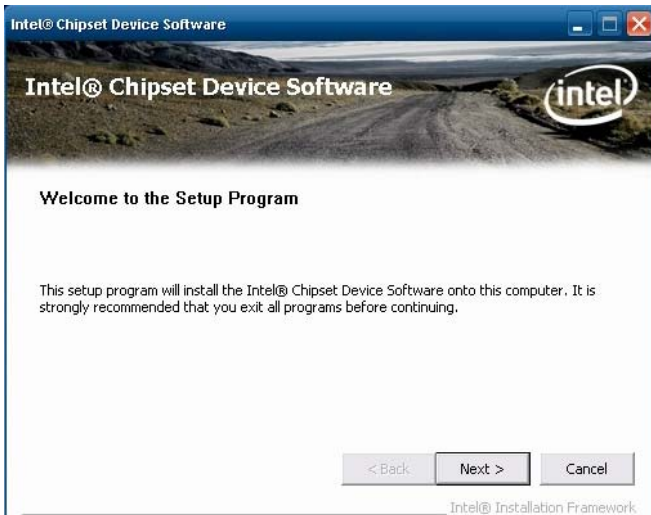 Intel® Chipset Device Software
Intel® Chipset Device Software
intel
Welcome to the Setup Program
This setup program will install the Intel® Chipset Device Software onto this computer. It is
strongly recommended that you exit all programs before continuing.
< Back
Next >
Cancel
Intel® Installation Framework